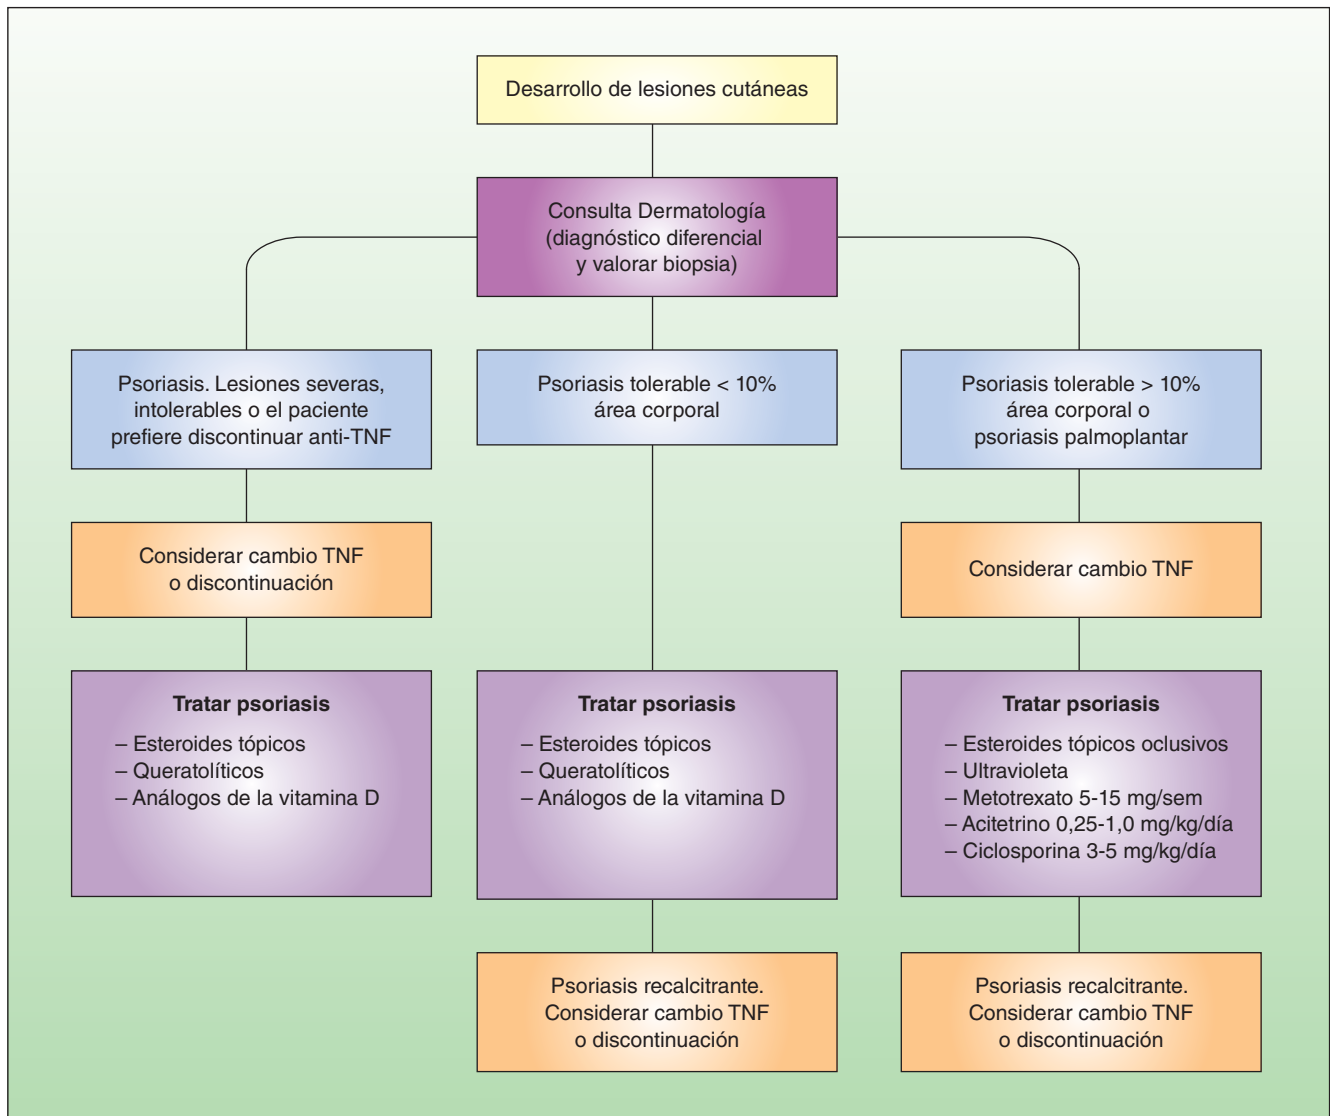 Desarrollo de lesiones cutáneas
Consulta Dermatología
(diagnóstico diferencial
y valorar biopsia)
Psoriasis. Lesiones severas,
intolerables o el paciente
prefiere discontinuar anti-TNF
Psoriasis tolerable < 10%
área corporal
Psoriasis tolerable > 10%
área corporal o
psoriasis palmoplantar
Considerar cambio TNF
o discontinuación
Considerar cambio TNF
Tratar psoriasis
– Esteroides tópicos
– Queratolíticos
– Análogos de la vitamina D
Tratar psoriasis
– Esteroides tópicos
– Queratolíticos
– Análogos de la vitamina D
Tratar psoriasis
– Esteroides tópicos oclusivos
– Ultravioleta
– Metotrexato 5-15 mg/sem
– Acitetrino 0,25-1,0 mg/kg/día
– Ciclosporina 3-5 mg/kg/día
Psoriasis recalcitrante.
Considerar cambio TNF
o discontinuación
Psoriasis recalcitrante.
Considerar cambio TNF
o discontinuación